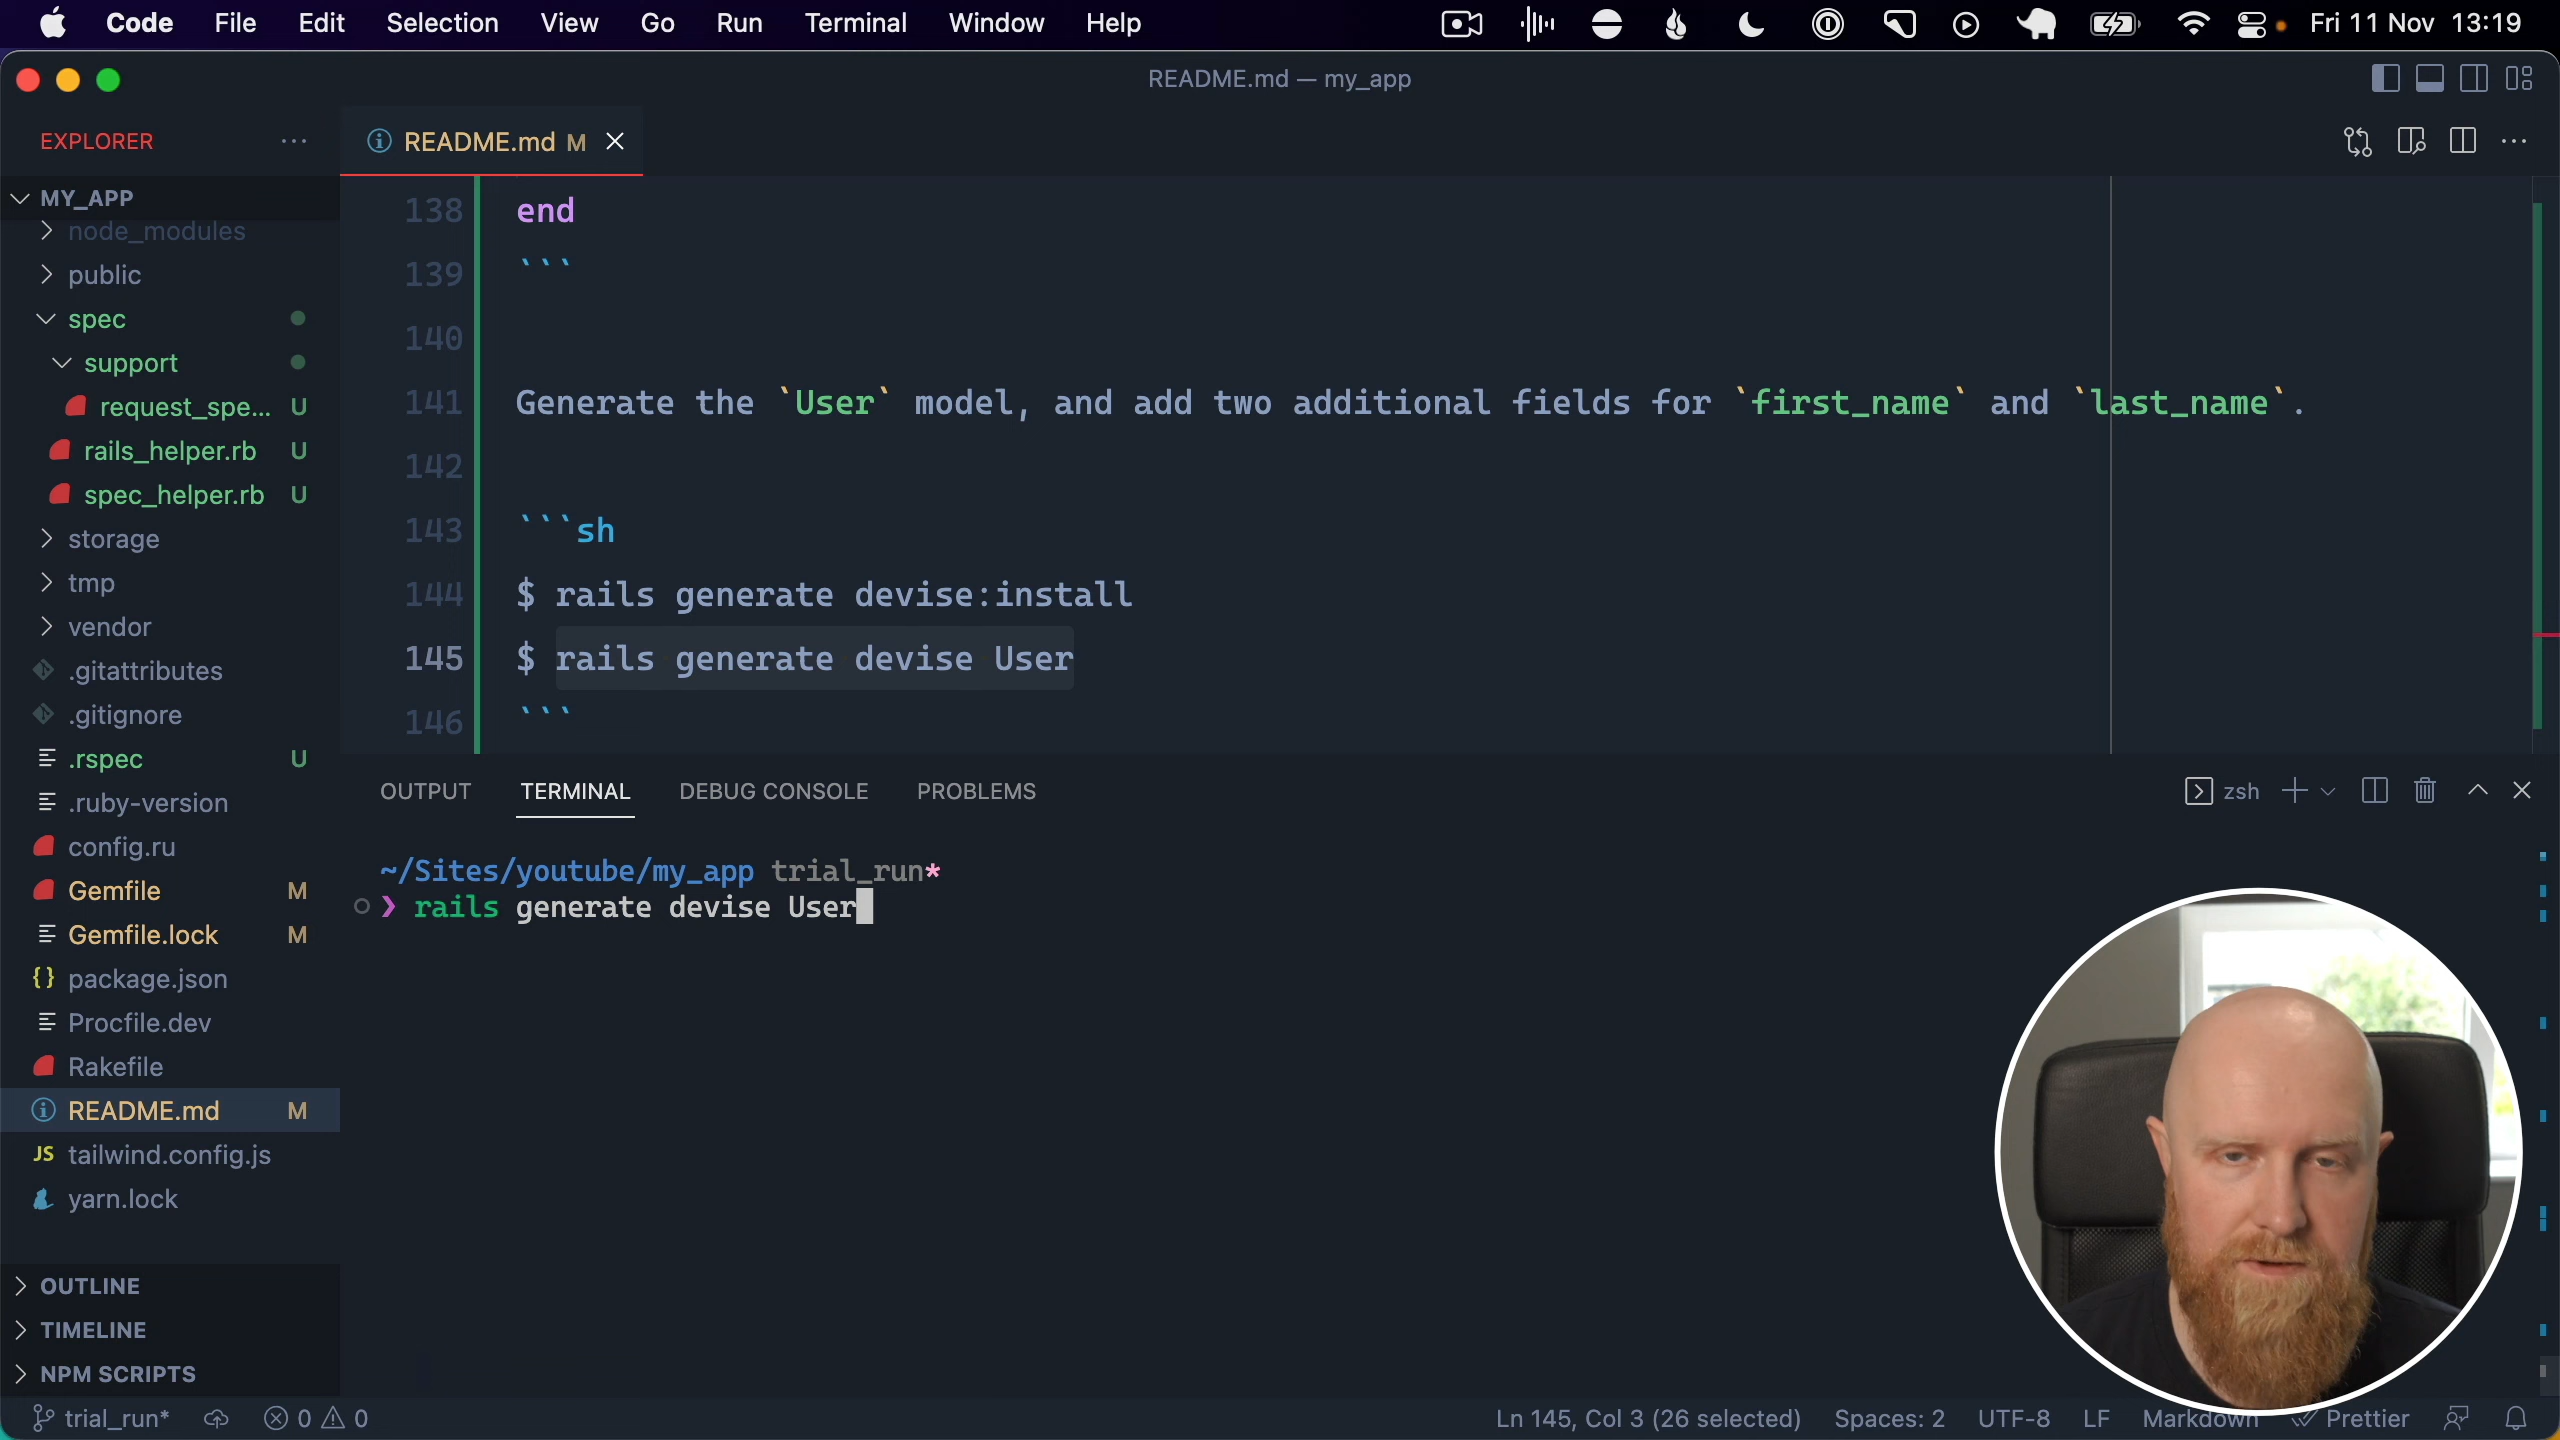 Code File Edit Selection View Go Run Terminal Window Help Fri 11 Nov 13:19
README.md — my_app
EXPLORER ···
README.md M
MY_APP
node_modules
public
spec
support
request_spe... U
rails_helper.rb U
spec_helper.rb U
storage
tmp
vendor
.gitattributes
.gitignore
.rspec U
.ruby-version
config.ru
Gemfile M
Gemfile.lock M
{} package.json
Procfile.dev
Rakefile
README.md M
JS tailwind.config.js
yarn.lock
OUTLINE
TIMELINE
NPM SCRIPTS
138 end
139 ```
140
141 Generate the `User` model, and add two additional fields for `first_name` and `last_name`.
142
143 ```sh
144 $ rails generate devise:install
145 $ rails generate devise User
146 ```
OUTPUT TERMINAL DEBUG CONSOLE PROBLEMS zsh
~/Sites/youtube/my_app trial_run*
❯ rails generate devise User
trial_run* 0 0 Ln 145, Col 3 (26 selected) Spaces: 2 UTF-8 LF Markdown Prettier